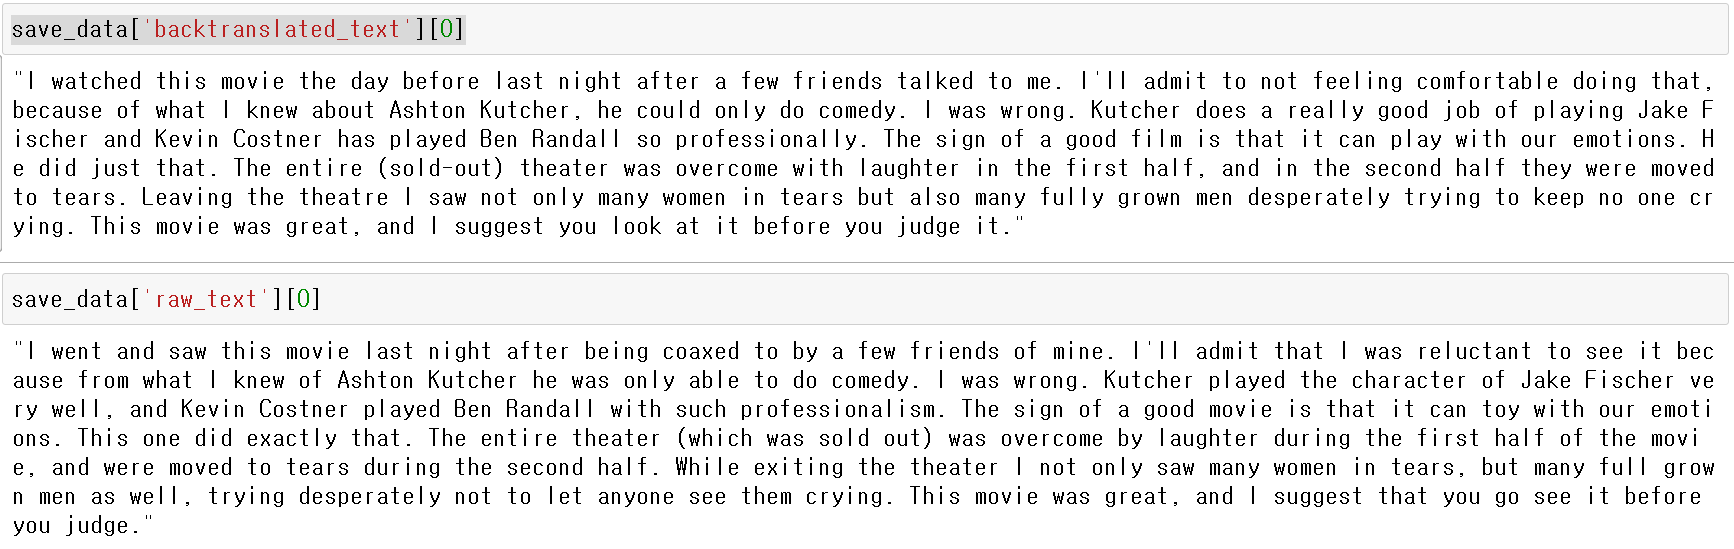 save_data['backtranslated_text'][0]
"I watched this movie the day before last night after a few friends talked to me. I'll admit to not feeling comfortable doing that,
because of what I knew about Ashton Kutcher, he could only do comedy. I was wrong. Kutcher does a really good job of playing Jake F
ischer and Kevin Costner has played Ben Randall so professionally. The sign of a good film is that it can play with our emotions. H
e did just that. The entire (sold-out) theater was overcome with laughter in the first half, and in the second half they were moved
to tears. Leaving the theatre I saw not only many women in tears but also many fully grown men desperately trying to keep no one cr
ying. This movie was great, and I suggest you look at it before you judge it."
save_data['raw_text'][0]
"I went and saw this movie last night after being coaxed to by a few friends of mine. I'll admit that I was reluctant to see it bec
ause from what I knew of Ashton Kutcher he was only able to do comedy. I was wrong. Kutcher played the character of Jake Fischer ve
ry well, and Kevin Costner played Ben Randall with such professionalism. The sign of a good movie is that it can toy with our emoti
ons. This one did exactly that. The entire theater (which was sold out) was overcome by laughter during the first half of the movi
e, and were moved to tears during the second half. While exiting the theater I not only saw many women in tears, but many full grow
n men as well, trying desperately not to let anyone see them crying. This movie was great, and I suggest that you go see it before
you judge."